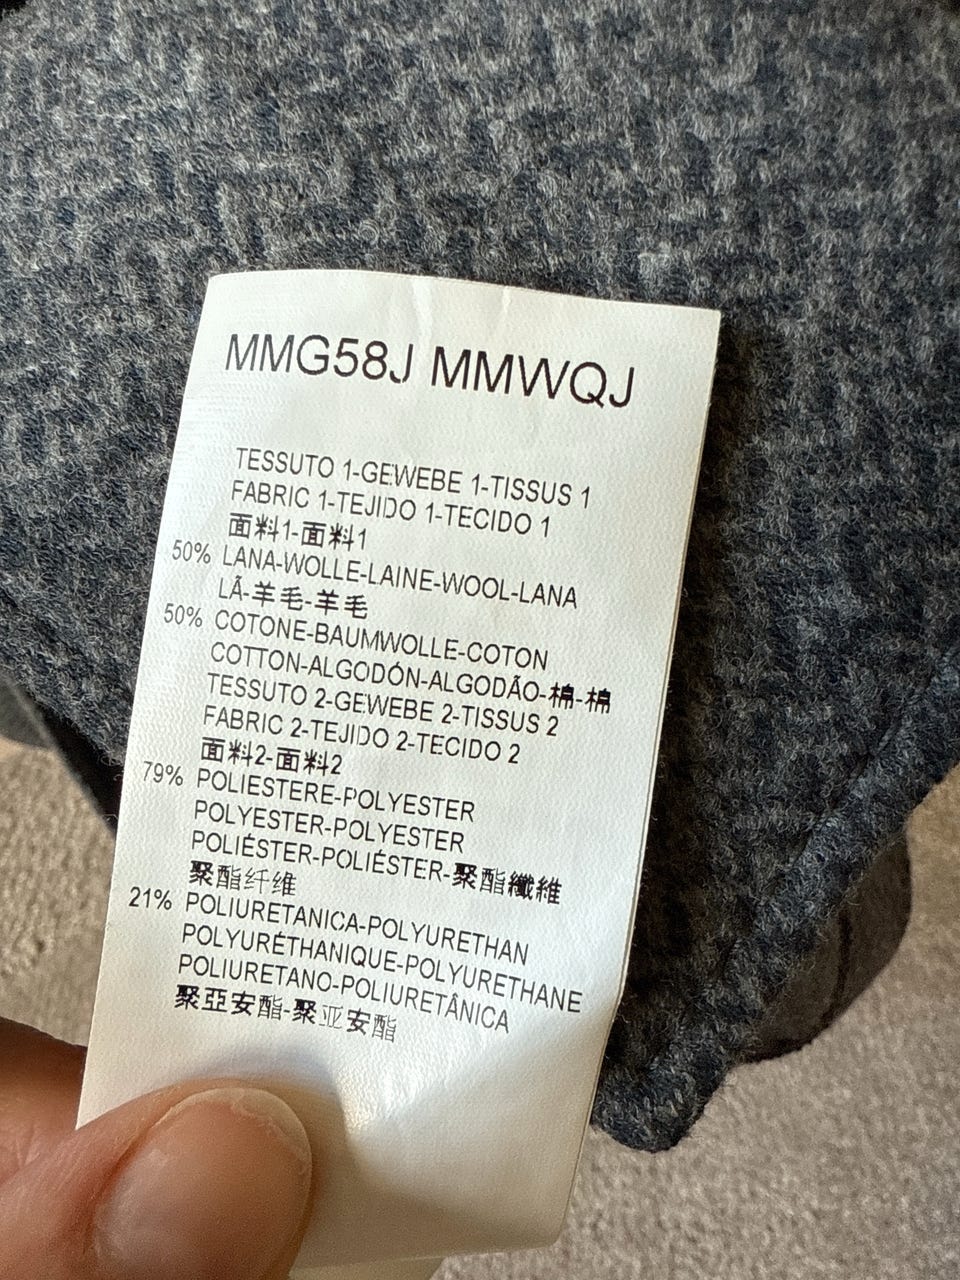 MMG58J MMWQJ
TESSUTO 1-GEWEBE 1-TISSUS 1
FABRIC 1-TEJIDO 1-TECIDO 1
面料1-面料1
50% LANA-WOLLE-LAINE-WOOL-LANA
LÃ-羊毛-羊毛
50% COTONE-BAUMWOLLE-COTON
COTTON-ALGODÓN-ALGODÃO-棉-棉
TESSUTO 2-GEWEBE 2-TISSUS 2
FABRIC 2-TEJIDO 2-TECIDO 2
面料2-面料2
79% POLIESTERE-POLYESTER
POLYESTER-POLYESTER
POLIÉSTER-POLIÉSTER-聚酯纖維
聚酯纤维
21% POLIURETANICA-POLYURETHAN
POLYURÉTHANIQUE-POLYURETHANE
POLIURETANO-POLIURETÂNICA
聚亞安酯-聚亚安酯